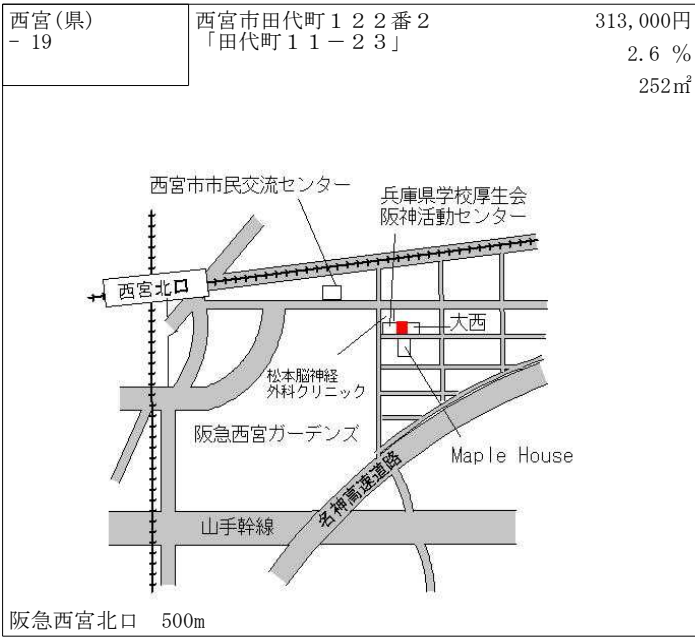 西宮(県)
- 19
西宮市田代町１２２番２
「田代町１１－２３」
313,000円
2.6 %
252㎡
西宮市市民交流センター
兵庫県学校厚生会
阪神活動センター
西宮北口
大西
松本脳神経
外科クリニック
阪急西宮ガーデンズ
Maple House
名神高速道路
山手幹線
阪急西宮北口　500m